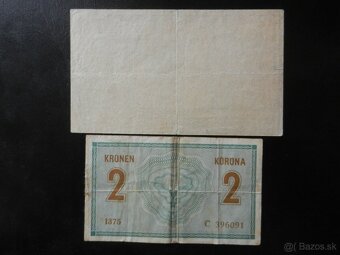 KRONEN KORONA
2 2
1375 C 396091
© Bazos.sk